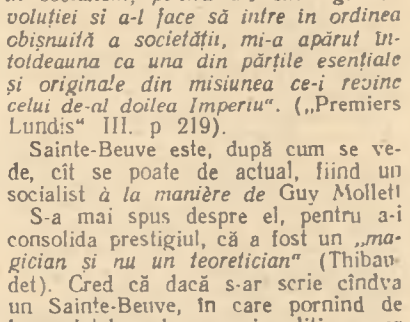 voluției si a-l face să intre in ordinea
obișnuită a societății, mi-a apărut în-
totdeauna ca una din părțile esențiale
și originale din misiunea ce-i revine
celui de-al doilea Imperiu“. („Premiers
Lundis“ III. p 219).
Sainte-Beuve este, după cum se ve-
de, cît se poate de actual, fiind un
socialist à la manière de Guy Mollet!
S-a mai spus despre el, pentru a-i
consolida prestigiul, că a fost un „ma-
gician și nu un teoretician“ (Thibau
det). Cred că dacă s-ar scrie cîndva
un Sainte-Beuve, în care pornind de